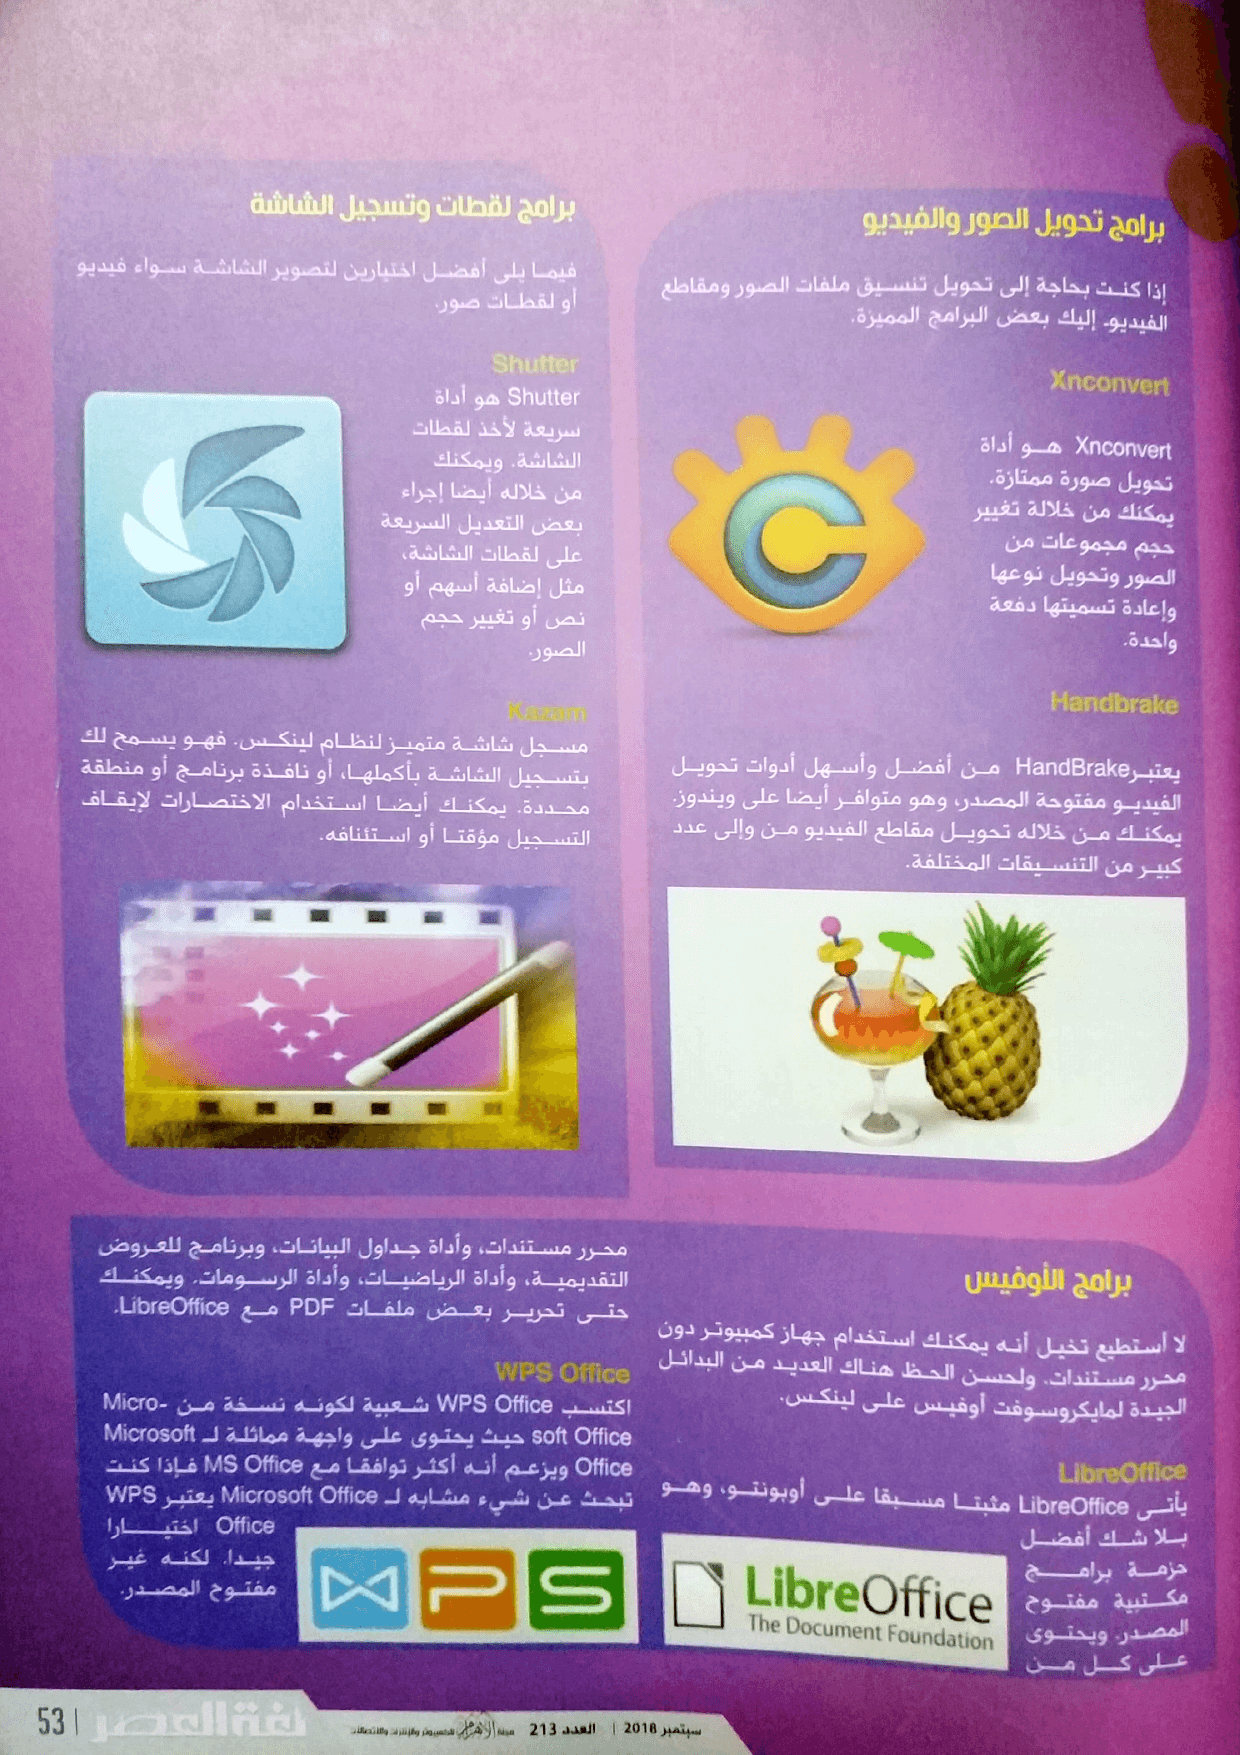 برامج تحويل الصور والفيديو
إذا كنت بحاجة إلى تحويل تنسيق ملفات الصور ومقاطع
الفيديو. إليك بعض البرامج المميزة.
Xnconvert
Xnconvert هو أداة
تحويل صورة ممتازة.
يمكنك من خلالة تغيير
حجم مجموعات من
الصور وتحويل نوعها
وإعادة تسميتها دفعة
واحدة.
Handbrake
يعتبرHandBrake من أفضل وأسهل أدوات تحويل
الفيديو مفتوحة المصدر، وهو متوافر أيضا على ويندوز.
يمكنك من خلاله تحويل مقاطع الفيديو من وإلى عدد
كبير من التنسيقات المختلفة.
برامج لقطات وتسجيل الشاشة
فيما يلى أفضل اختيارين لتصوير الشاشة سواء فيديو
أو لقطات صور.
Shutter
Shutter هو أداة
سريعة لأخذ لقطات
الشاشة. ويمكنك
من خلاله أيضا إجراء
بعض التعديل السريعة
على لقطات الشاشة،
مثل إضافة أسهم أو
نص أو تغيير حجم
الصور.
Kazam
مسجل شاشة متميز لنظام لينكس. فهو يسمح لك
بتسجيل الشاشة بأكملها، أو نافذة برنامج أو منطقة
محددة. يمكنك أيضا استخدام الاختصارات لإيقاف
التسجيل مؤقتا أو استئنافه.
برامج الأوفيس
لا أستطيع تخيل أنه يمكنك استخدام جهاز كمبيوتر دون
محرر مستندات. ولحسن الحظ هناك العديد من البدائل
الجيدة لمايكروسوفت أوفيس على لينكس.
LibreOffice
يأتى LibreOffice مثبتا مسبقا على أوبونتو، وهو
بلا شك أفضل
حزمة برامج
مكتبية مفتوح
المصدر. ويحتوى
على كل من
LibreOffice
The Document Foundation
محرر مستندات، وأداة جداول البيانات، وبرنامج للعروض
التقديمية، وأداة الرياضيات، وأداة الرسومات. ويمكنك
حتى تحرير بعض ملفات PDF مع LibreOffice.
WPS Office
اكتسب WPS Office شعبية لكونه نسخة من Micro-
soft Office حيث يحتوى على واجهة مماثلة لـ Microsoft
Office ويزعم أنه أكثر توافقا مع MS Office فإذا كنت
تبحث عن شيء مشابه لـ Microsoft Office يعتبر WPS
Office اختيارا
جيدا. لكنه غير
مفتوح المصدر.
W P S
سبتمبر 2018 | العدد 213 مجلة الأهرام للكمبيوتر والإنترنت والاتصالات
لغة العصر
| 53